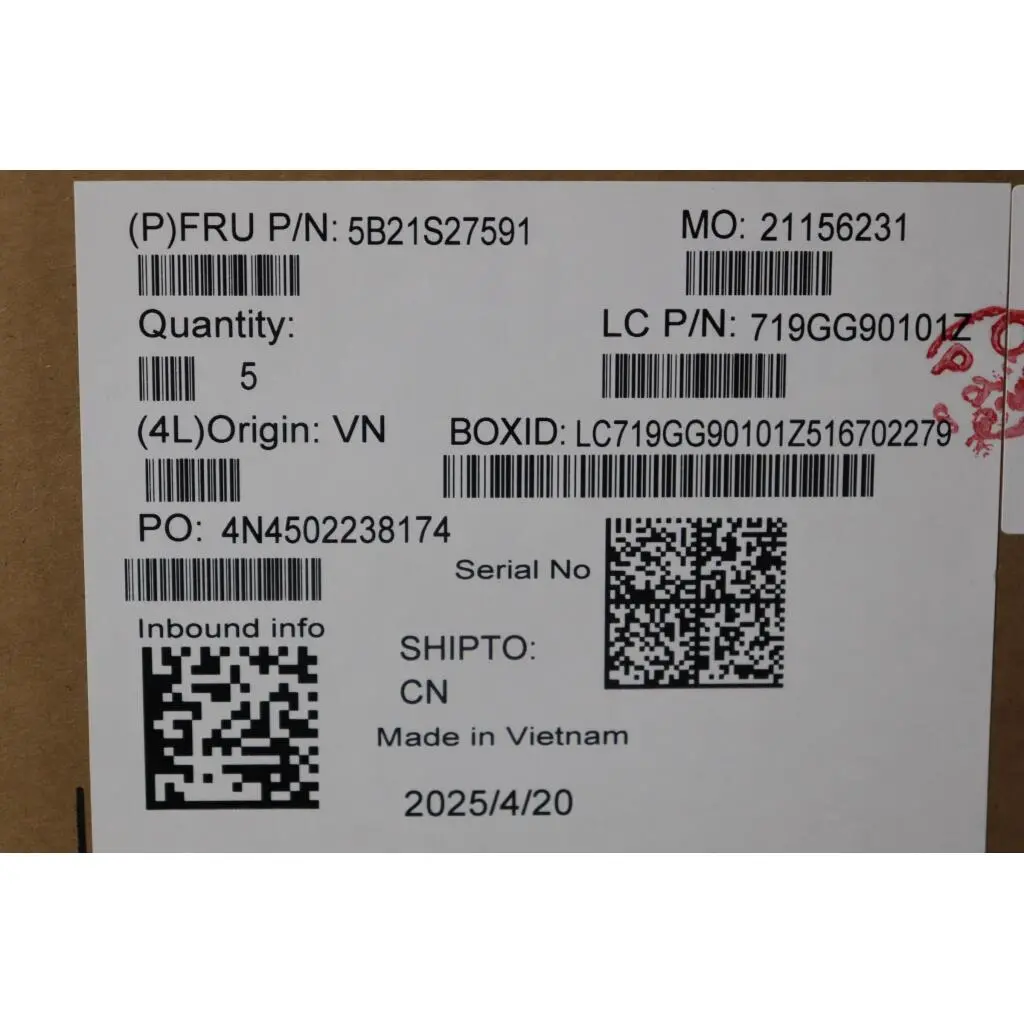 (P)FRU P/N: 5B21S27591
MO: 21156231
Quantity:
5
LC P/N: 719GG90101Z
(4L)Origin: VN
BOXID: LC719GG90101Z516702279
PO: 4N4502238174
Serial No
Inbound info
SHIPTO:
CN
Made in Vietnam
2025/4/20